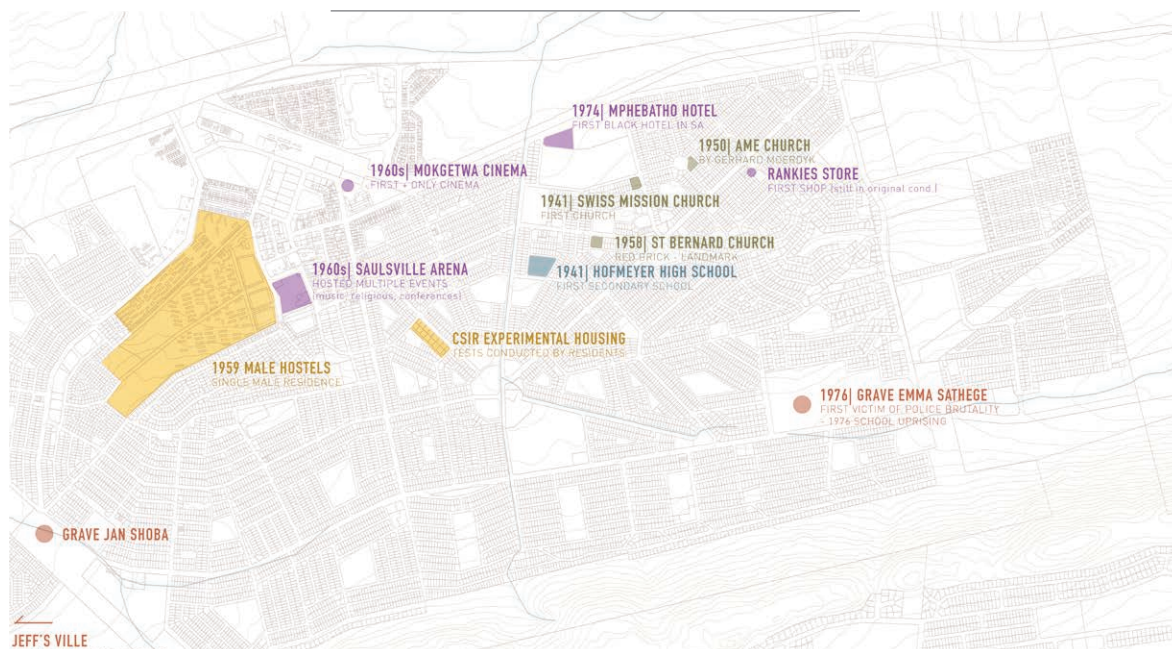 1974| MPHEBATHO HOTEL
FIRST BLACK HOTEL IN SA
1950| AME CHURCH
BY GERHARD MOERDYK
1960s| MOKGETWA CINEMA
FIRST + ONLY CINEMA
RANKIES STORE
FIRST SHOP (still in original cond.)
1941| SWISS MISSION CHURCH
FIRST CHURCH
1958| ST BERNARD CHURCH
RED BRICK - LANDMARK
1960s| SAULSVILLE ARENA
HOSTED MULTIPLE EVENTS
(music, religious, conferences)
1941| HOFMEYER HIGH SCHOOL
FIRST SECONDARY SCHOOL
CSIR EXPERIMENTAL HOUSING
TESTS CONDUCTED BY RESIDENTS
1959 MALE HOSTELS
SINGLE MALE RESIDENCE
1976| GRAVE EMMA SATHEGE
FIRST VICTIM OF POLICE BRUTALITY
- 1976 SCHOOL UPRISING
GRAVE JAN SHOBA
JEFF'S VILLE